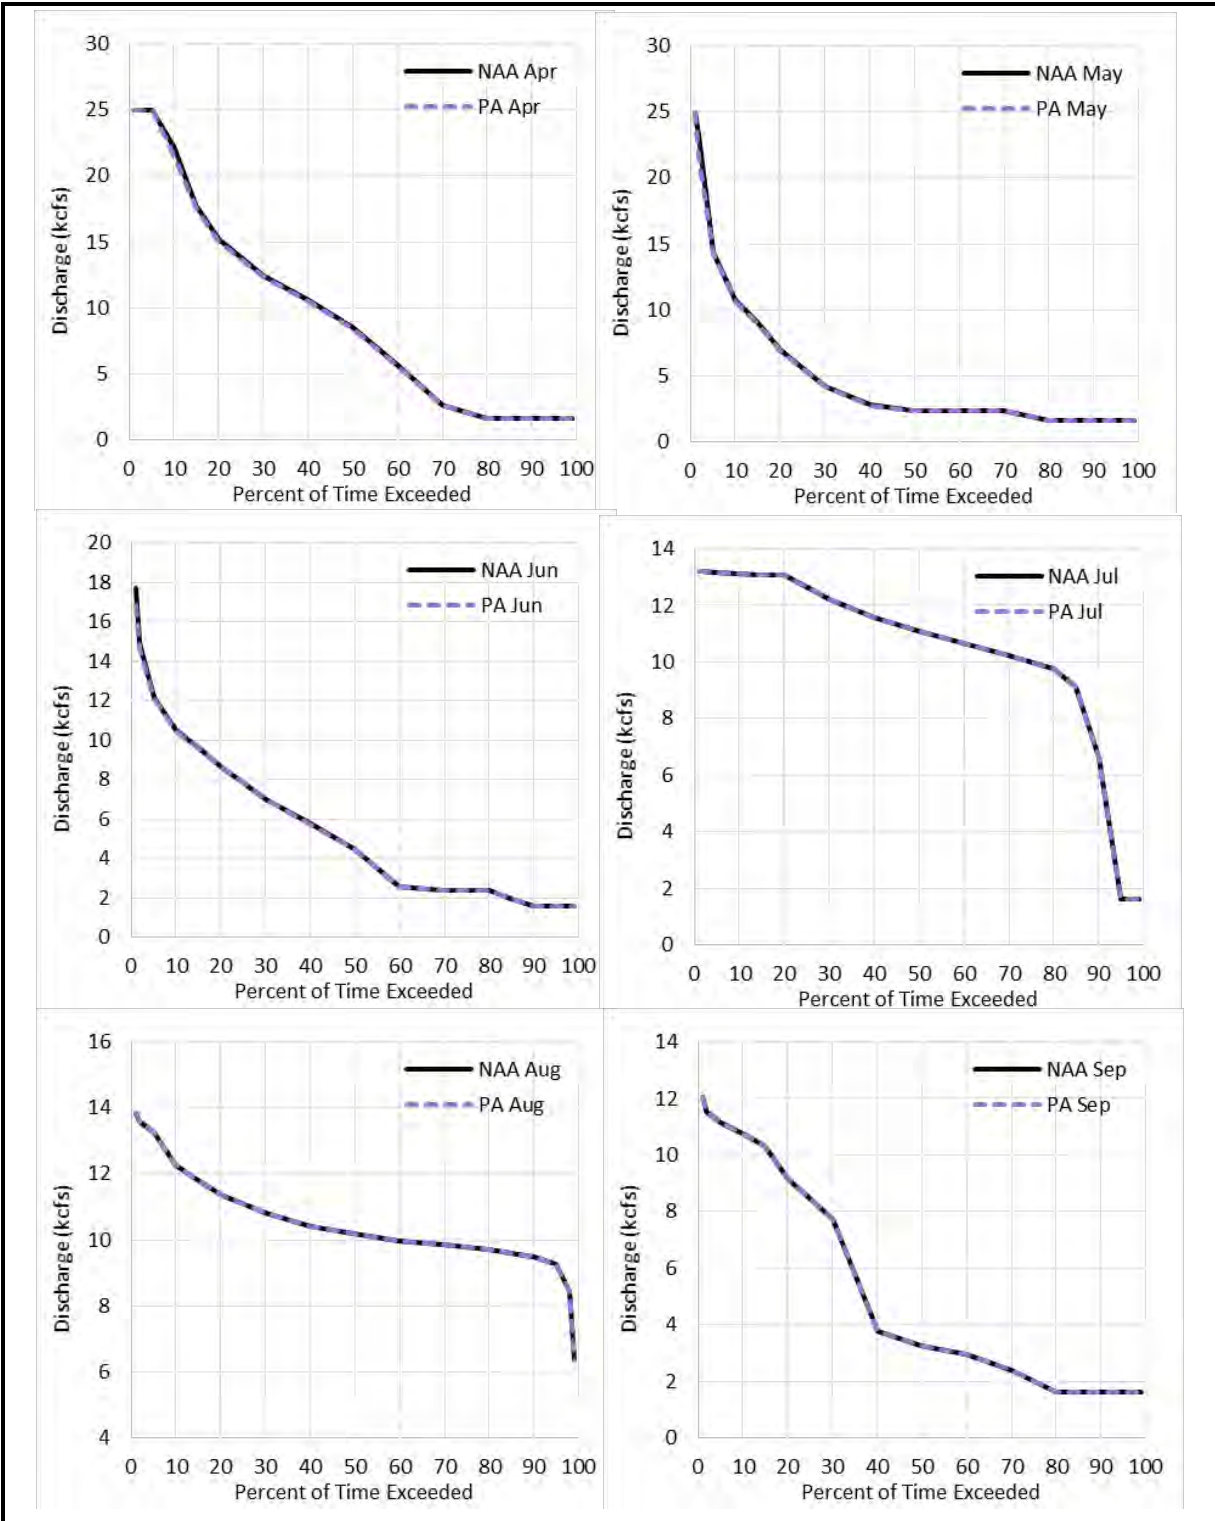 30
25
20
15
10
5
0
Discharge (kcfs)
NAA Apr
PA Apr
0 10 20 30 40 50 60 70 80 90 100
Percent of Time Exceeded
30
25
20
15
10
5
0
Discharge (kcfs)
NAA May
PA May
0 10 20 30 40 50 60 70 80 90 100
Percent of Time Exceeded
20
18
16
14
12
10
8
6
4
2
0
Discharge (kcfs)
NAA Jun
PA Jun
0 10 20 30 40 50 60 70 80 90 100
Percent of Time Exceeded
14
12
10
8
6
4
2
0
Discharge (kcfs)
NAA Jul
PA Jul
0 10 20 30 40 50 60 70 80 90 100
Percent of Time Exceeded
16
14
12
10
8
6
4
Discharge (kcfs)
NAA Aug
PA Aug
0 10 20 30 40 50 60 70 80 90 100
Percent of Time Exceeded
14
12
10
8
6
4
2
0
Discharge (kcfs)
NAA Sep
PA Sep
0 10 20 30 40 50 60 70 80 90 100
Percent of Time Exceeded